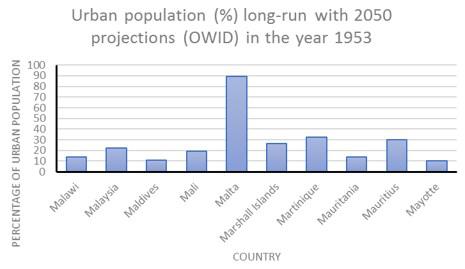 Urban population (%) long-run with 2050
projections (OWID) in the year 1953
PERCENTAGE OF URBAN POPULATION
100
90
80
70
60
50
40
30
20
10
0
Malawi
Malaysia
Maldives
Mali
Malta
Marshall Islands
Martinique
Mauritania
Mauritius
Mayotte
COUNTRY